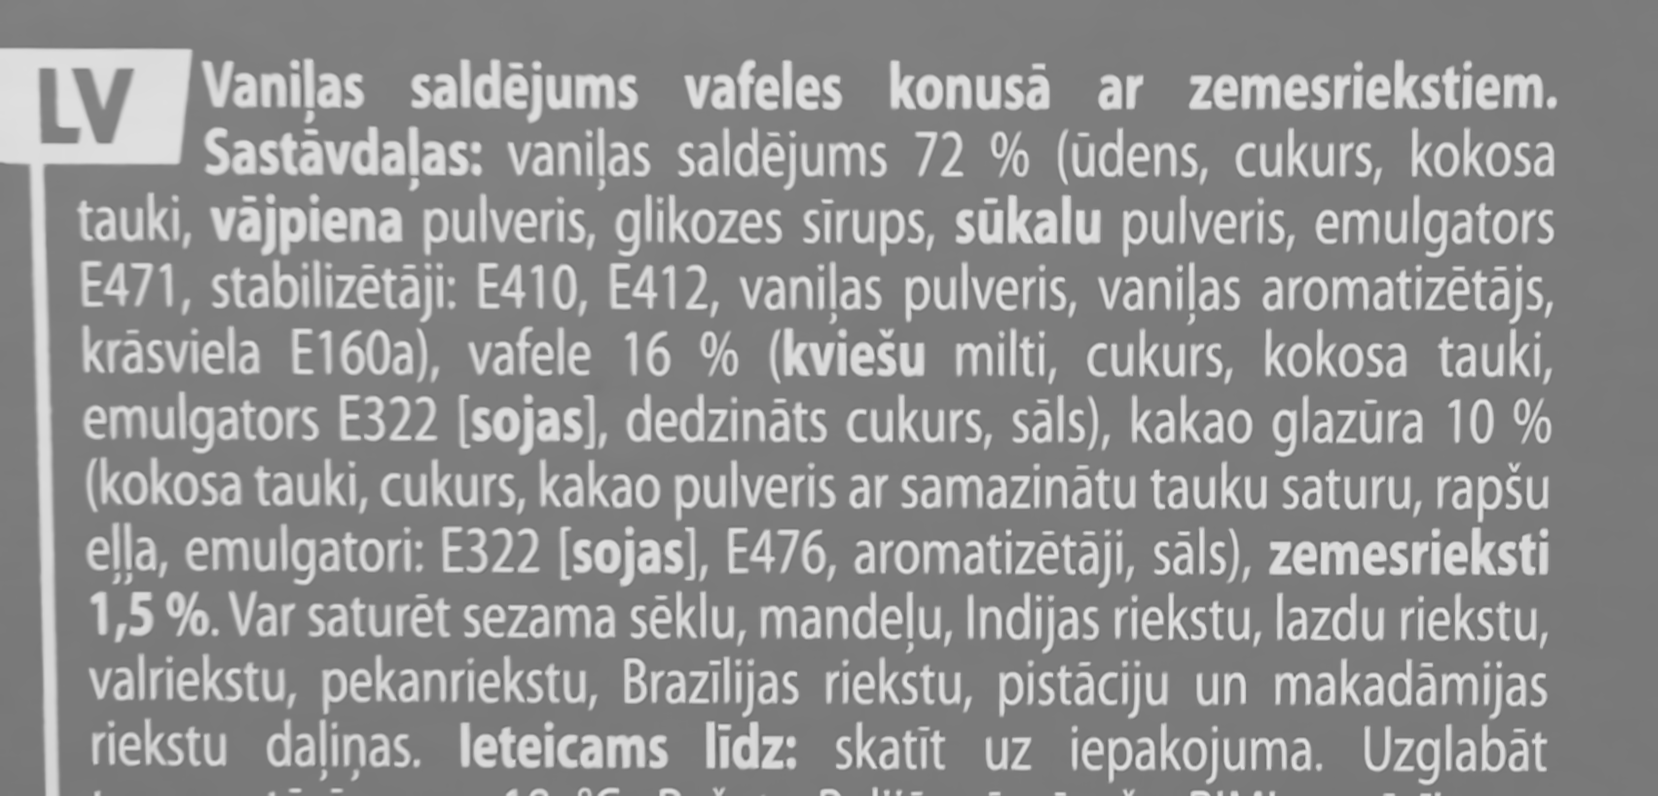 LV
Vaniļas saldējums vafeles konusā ar zemesriekstiem.
Sastāvdaļas: vaniļas saldējums 72 % (ūdens, cukurs, kokosa
tauki, vājpiena pulveris, glikozes sīrups, sūkalu pulveris, emulgators
E471, stabilizētāji: E410, E412, vaniļas pulveris, vaniļas aromatizētājs,
krāsviela E160a), vafele 16 % (kviešu milti, cukurs, kokosa tauki,
emulgators E322 [sojas], dedzināts cukurs, sāls), kakao glazūra 10 %
(kokosa tauki, cukurs, kakao pulveris ar samazinātu tauku saturu, rapšu
eļļa, emulgatori: E322 [sojas], E476, aromatizētāji, sāls), zemesrieksti
1,5 %. Var saturēt sezama sēklu, mandeļu, Indijas riekstu, lazdu riekstu,
valriekstu, pekanriekstu, Brazīlijas riekstu, pistāciju un makadāmijas
riekstu daļiņas. Ieteicams līdz: skatīt uz iepakojuma. Uzglabāt